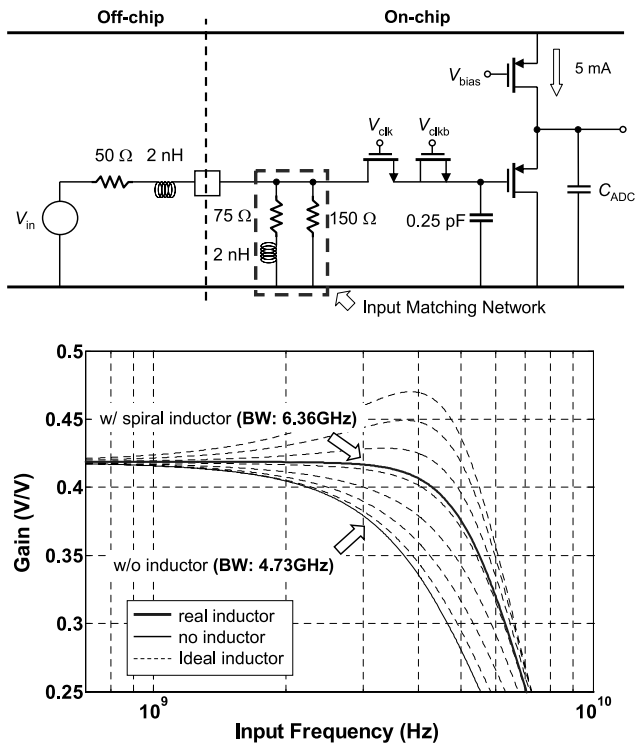 Off-chip
On-chip
5 mA
Vbias
Vclk
Vclkb
50 Ω
2 nH
Vin
75 Ω
150 Ω
2 nH
0.25 pF
CADC
Input Matching Network
0.5
0.45
0.4
0.35
0.3
0.25
Gain (V/V)
w/ spiral inductor (BW: 6.36GHz)
w/o inductor (BW: 4.73GHz)
real inductor
no inductor
Ideal inductor
10^9
10^10
Input Frequency (Hz)